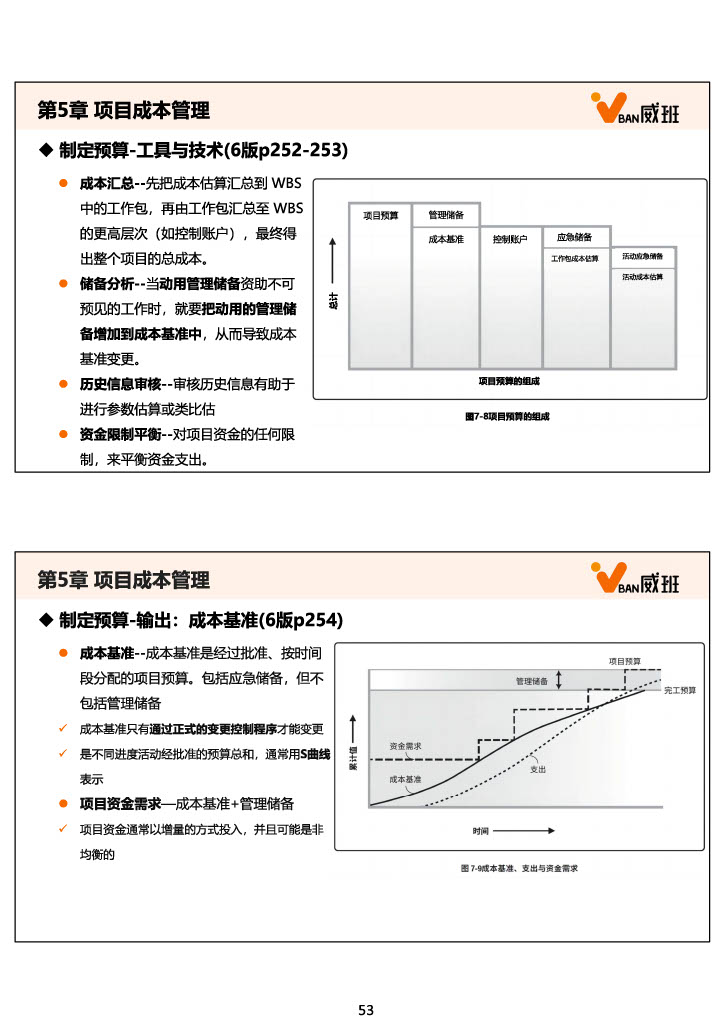 第5章 项目成本管理
VBAN威班
◆ 制定预算-工具与技术(6版p252-253)
● 成本汇总--先把成本估算汇总到 WBS
中的工作包，再由工作包汇总至 WBS
的更高层次（如控制账户），最终得
出整个项目的总成本。
● 储备分析--当动用管理储备资助不可
预见的工作时，就要把动用的管理储
备增加到成本基准中，从而导致成本
基准变更。
● 历史信息审核--审核历史信息有助于
进行参数估算或类比估
● 资金限制平衡--对项目资金的任何限
制，来平衡资金支出。
项目预算
管理储备
成本基准
控制账户
应急储备
工作包成本估算
活动应急储备
活动成本估算
总计
项目预算的组成
图7-8项目预算的组成
第5章 项目成本管理
VBAN威班
◆ 制定预算-输出：成本基准(6版p254)
● 成本基准--成本基准是经过批准、按时间
段分配的项目预算。包括应急储备，但不
包括管理储备
✓ 成本基准只有通过正式的变更控制程序才能变更
✓ 是不同进度活动经批准的预算总和，通常用S曲线
表示
● 项目资金需求—成本基准+管理储备
✓ 项目资金通常以增量的方式投入，并且可能是非
均衡的
项目预算
管理储备
完工预算
资金需求
支出
成本基准
累计值
时间
图 7-9成本基准、支出与资金需求
53